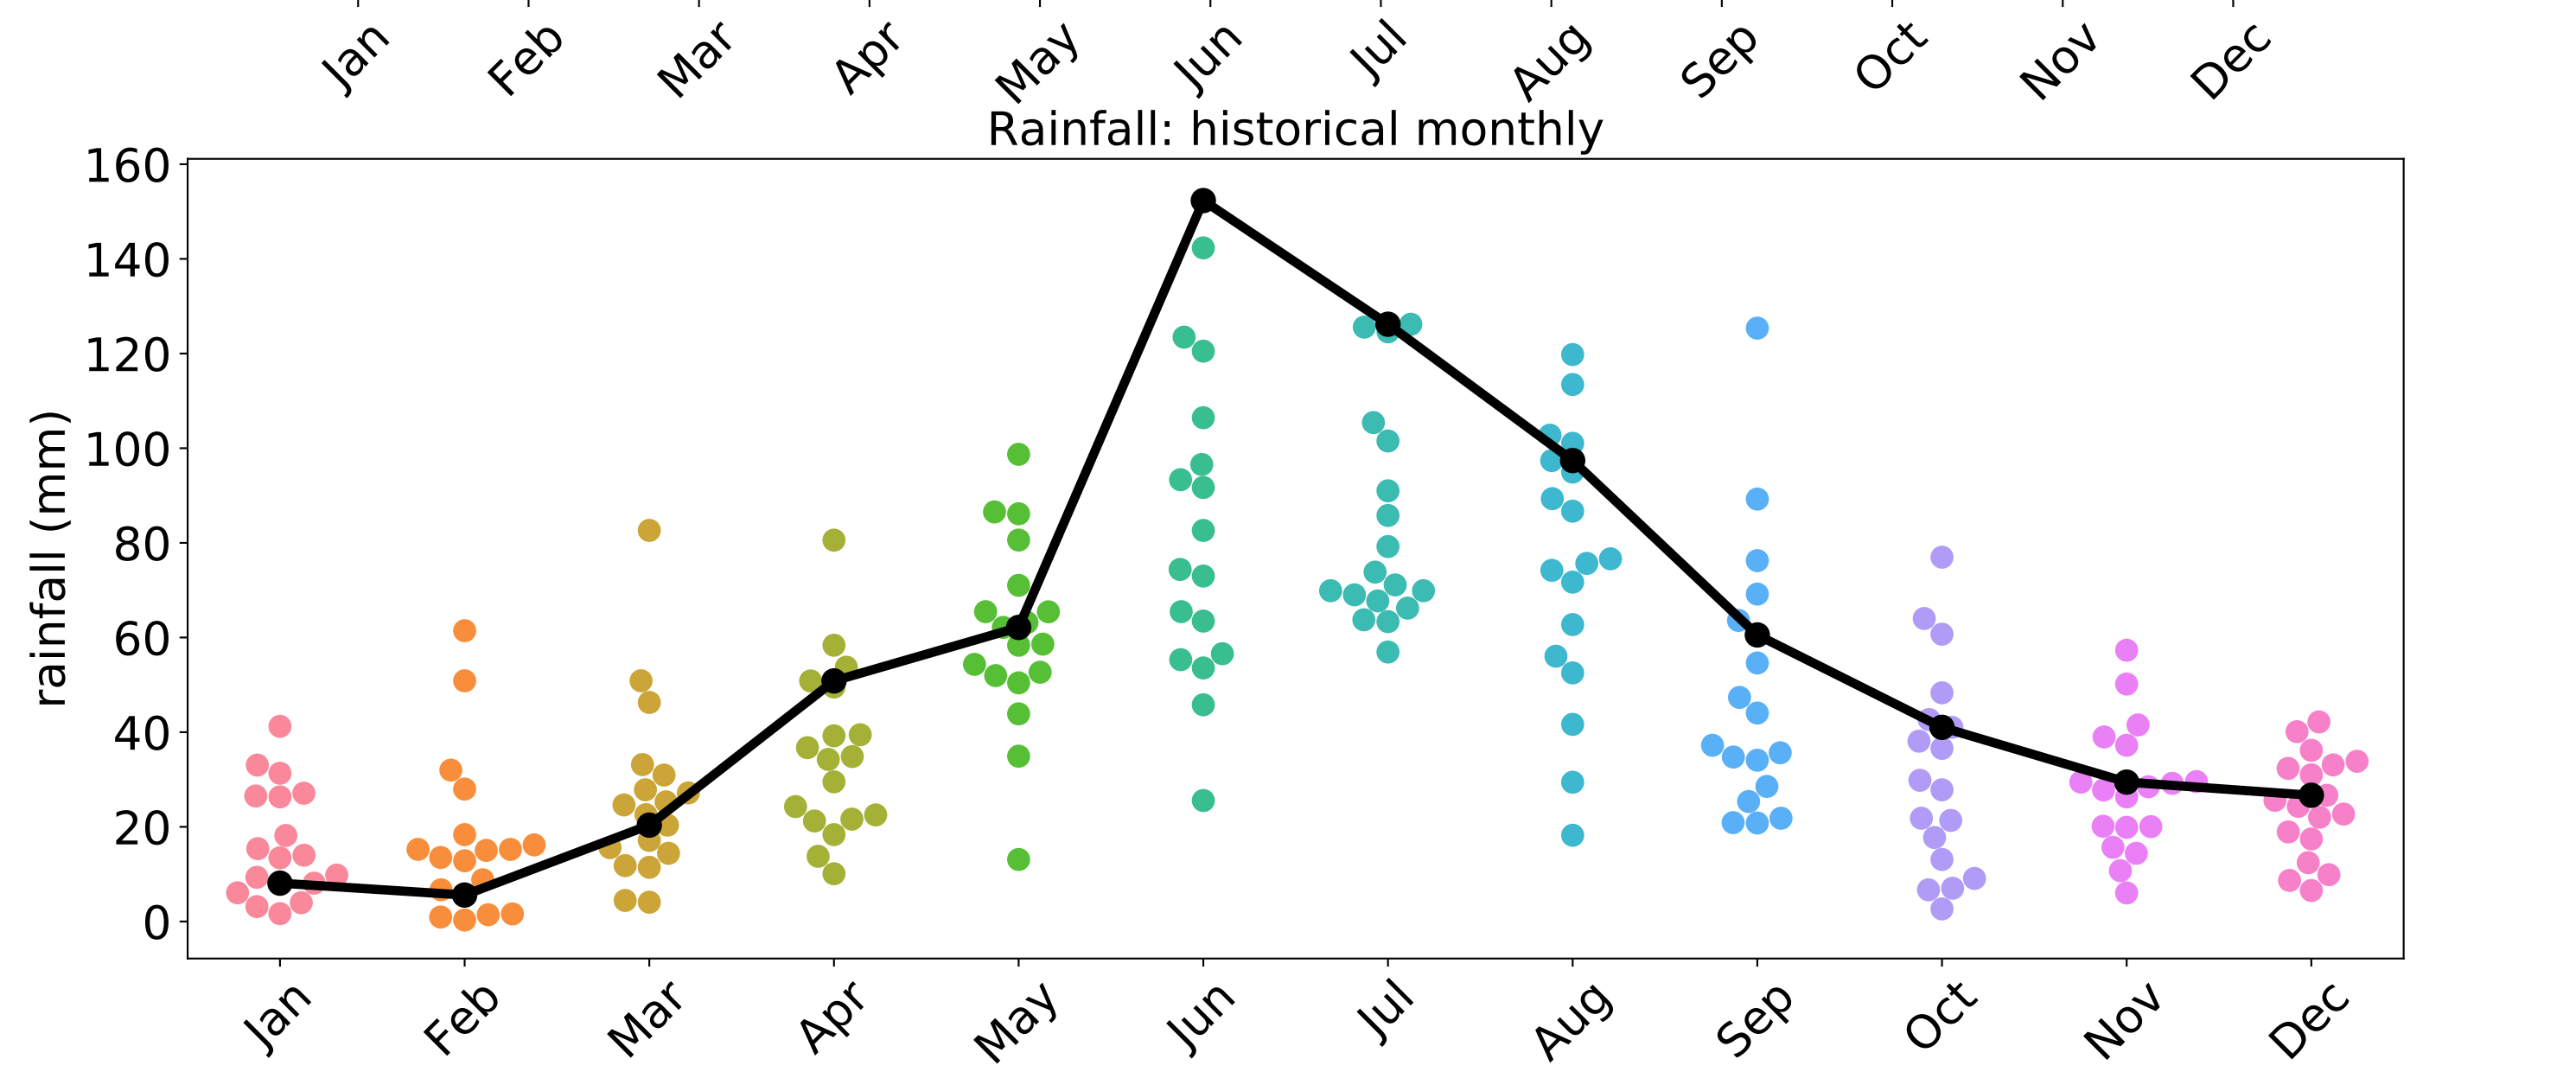 Jan Feb Mar Apr May Jun Jul Aug Sep Oct Nov Dec
Rainfall: historical monthly
160
140
120
100
80
60
40
20
0
rainfall (mm)
Jan Feb Mar Apr May Jun Jul Aug Sep Oct Nov Dec